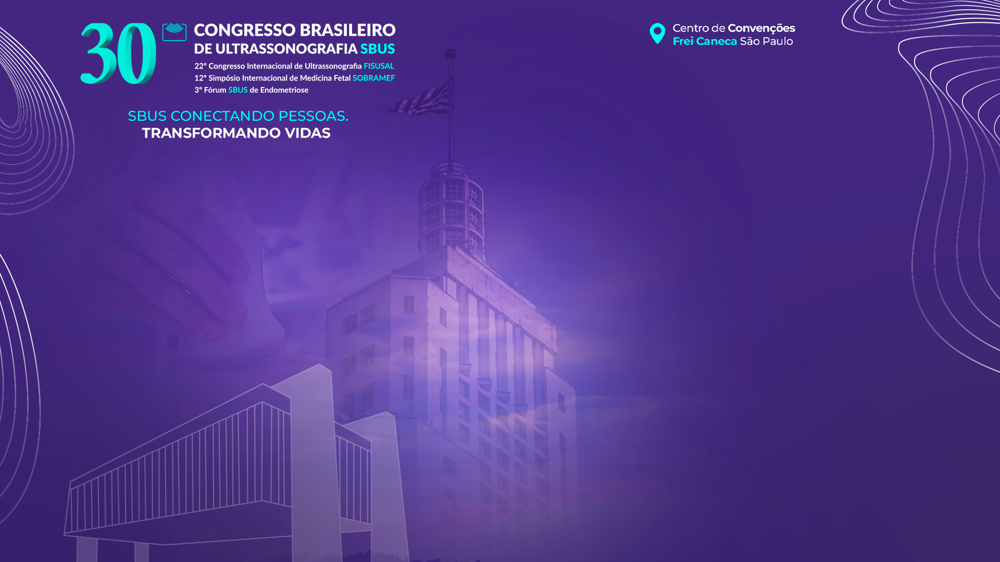 30
CONGRESSO BRASILEIRO
DE ULTRASSONOGRAFIA SBUS
22º Congresso Internacional de Ultrassonografia FISUSAL
12º Simpósio Internacional de Medicina Fetal SOBRAMEF
3º Fórum SBUS de Endometriose
SBUS CONECTANDO PESSOAS.
TRANSFORMANDO VIDAS
Centro de Convenções
Frei Caneca São Paulo